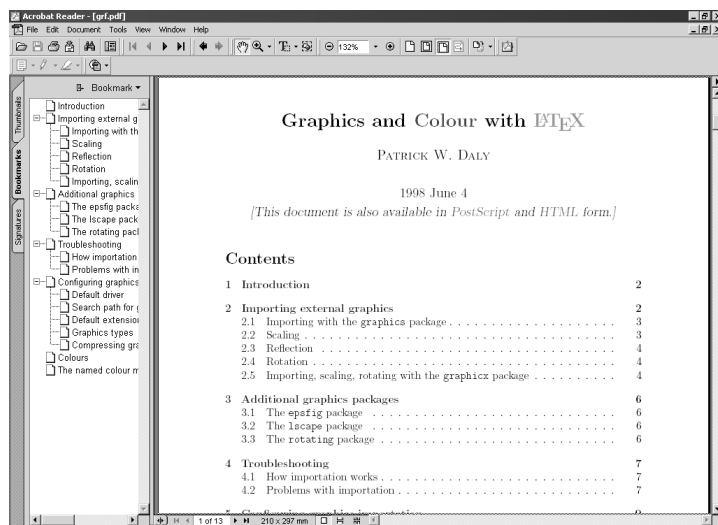 Acrobat Reader - [grf.pdf]
File Edit Document Tools View Window Help
132%
Thumbnails
Bookmarks
Signatures
Bookmark
Introduction
Importing external g
Importing with th
Scaling
Reflection
Rotation
Importing, scalin
Additional graphics
The epsfig packa
The lscape pack
The rotating pacl
Troubleshooting
How importation
Problems with in
Configuring graphics
Default driver
Search path for g
Default extension
Graphics types
Compressing gra
Colours
The named colour m
Graphics and Colour with LATEX
PATRICK W. DALY
1998 June 4
[This document is also available in PostScript and HTML form.]
Contents
1 Introduction 2
2 Importing external graphics 2
2.1 Importing with the graphics package . . . . . . . . . . . . . . . . . . . . 3
2.2 Scaling . . . . . . . . . . . . . . . . . . . . . . . . . . . . . . . . . . . . . 3
2.3 Reflection . . . . . . . . . . . . . . . . . . . . . . . . . . . . . . . . . . . 4
2.4 Rotation . . . . . . . . . . . . . . . . . . . . . . . . . . . . . . . . . . . . 4
2.5 Importing, scaling, rotating with the graphicx package . . . . . . . . . . 4
3 Additional graphics packages 6
3.1 The epsfig package . . . . . . . . . . . . . . . . . . . . . . . . . . . . . 6
3.2 The lscape package . . . . . . . . . . . . . . . . . . . . . . . . . . . . . 6
3.3 The rotating package . . . . . . . . . . . . . . . . . . . . . . . . . . . . 6
4 Troubleshooting 7
4.1 How importation works . . . . . . . . . . . . . . . . . . . . . . . . . . . . 7
4.2 Problems with importation . . . . . . . . . . . . . . . . . . . . . . . . . . 7
1 of 13 210 x 297 mm